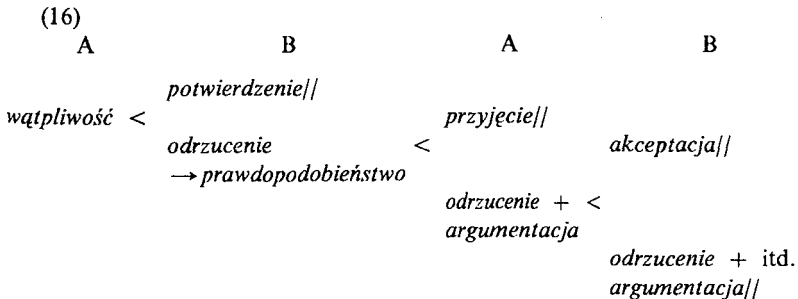 (16)
A B A B
potwierdzenie//
wątpliwość < przyjęcie//
odrzucenie < akceptacja//
→ prawdopodobieństwo
odrzucenie + <
argumentacja
odrzucenie + itd.
argumentacja//